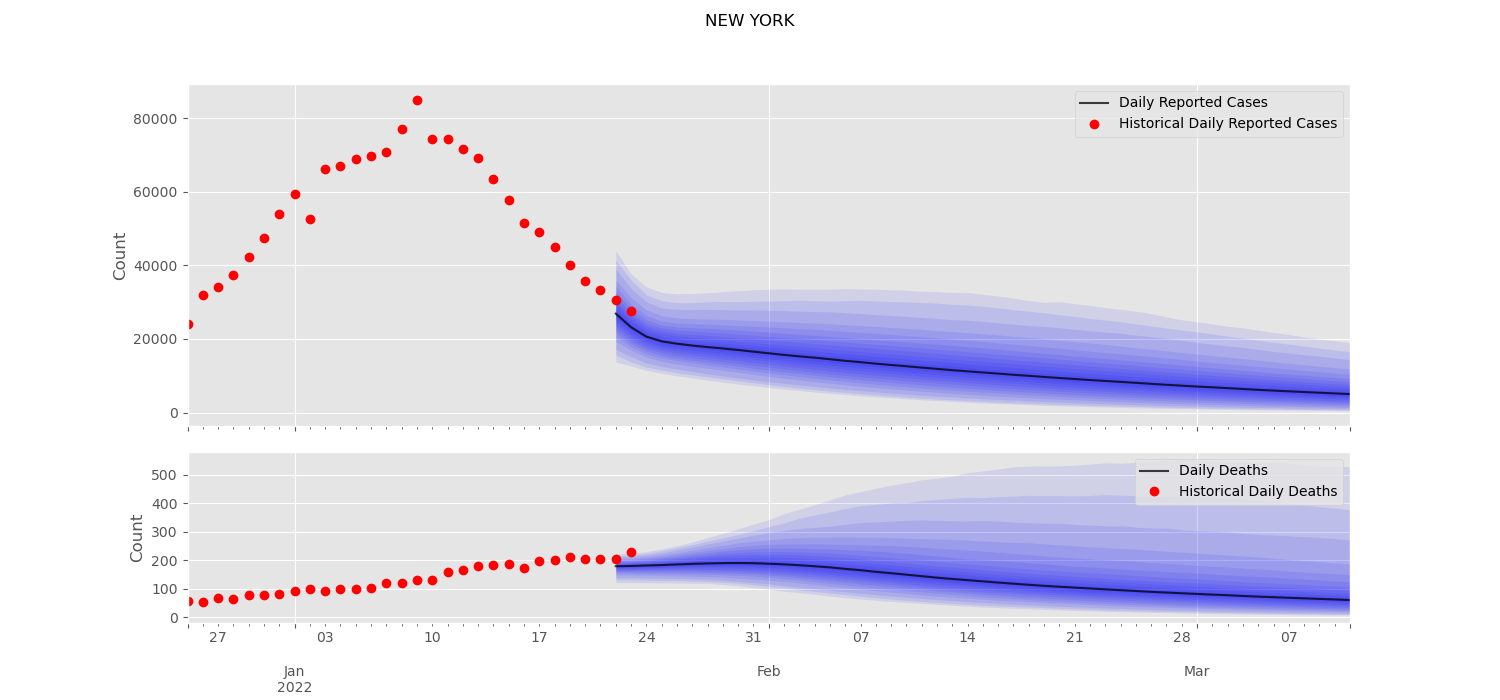 NEW YORK
Daily Reported Cases
Historical Daily Reported Cases
80000
60000
40000
20000
0
Count
Daily Deaths
Historical Daily Deaths
500
400
300
200
100
0
Count
27 03 10 17 24 31 07 14 21 28 07
Jan Feb Mar
2022